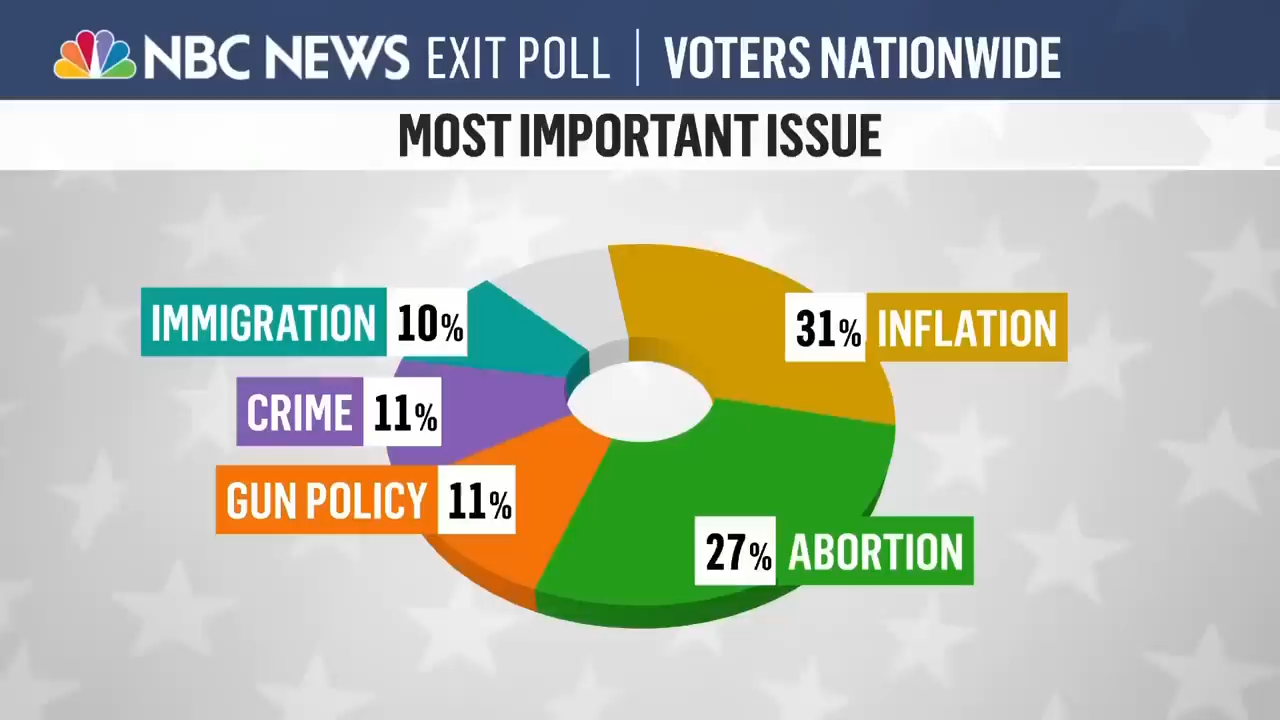 NBC NEWS EXIT POLL | VOTERS NATIONWIDE
MOST IMPORTANT ISSUE
IMMIGRATION 10%
31% INFLATION
CRIME 11%
GUN POLICY 11%
27% ABORTION